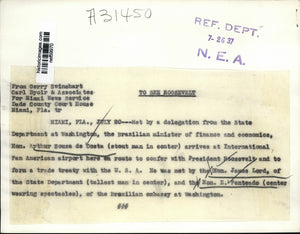 A31450
REF. DEPT.
7-26 37
N. E. A.
From Gerry Swinehart
Carl Byoir & Associates
For Miami News Service
Dade County Court House
Miami, Fla. tr
TO SEE ROOSEVELT
MIAMI, FLA., JULY 20---Met by a delegation from the State
Department at Washington, the Brazilian minister of finance and economics,
Hon. Arthur Souza de Costa (stout man in center) arrives at International
Pan American airport here en route to confer with President Roosevelt and to
form a trade treaty with the U. S. A. He was met by the Hon. James Lord, of
the State Department (tallest man in center), and the Hon. E. Pentendo (center
wearing spectacles), of the Brazilian embassy at Washington.